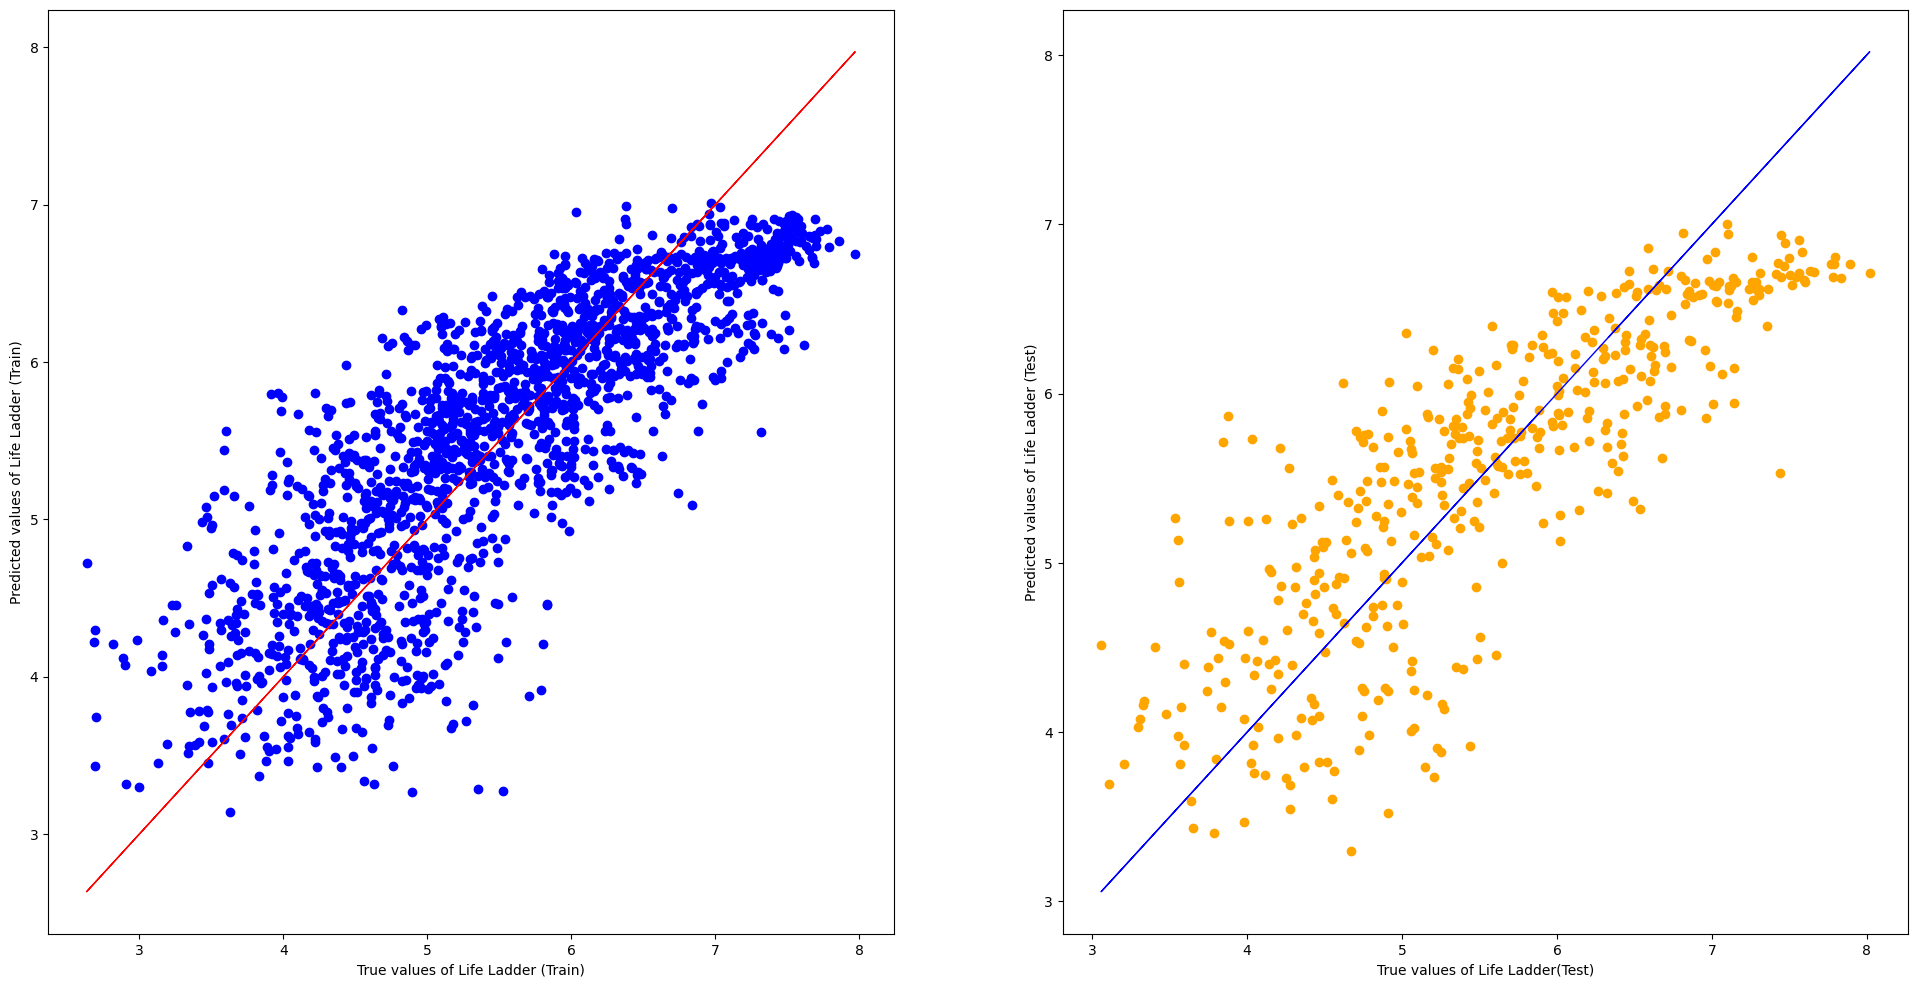 8
7
6
5
4
3
Predicted values of Life Ladder (Train)
3 4 5 6 7 8
True values of Life Ladder (Train)
8
7
6
5
4
3
Predicted values of Life Ladder (Test)
3 4 5 6 7 8
True values of Life Ladder(Test)